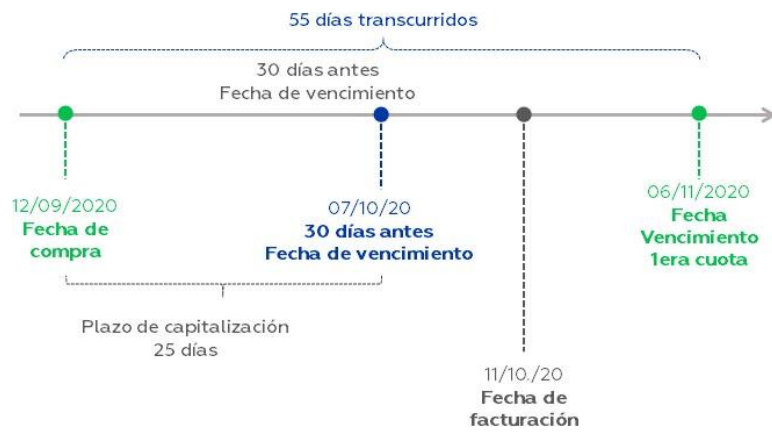 55 días transcurridos
30 días antes
Fecha de vencimiento
12/09/2020
Fecha de
compra
07/10/20
30 días antes
Fecha de vencimiento
06/11/2020
Fecha
Vencimiento
1era cuota
Plazo de capitalización
25 días
11/10./20
Fecha de
facturación